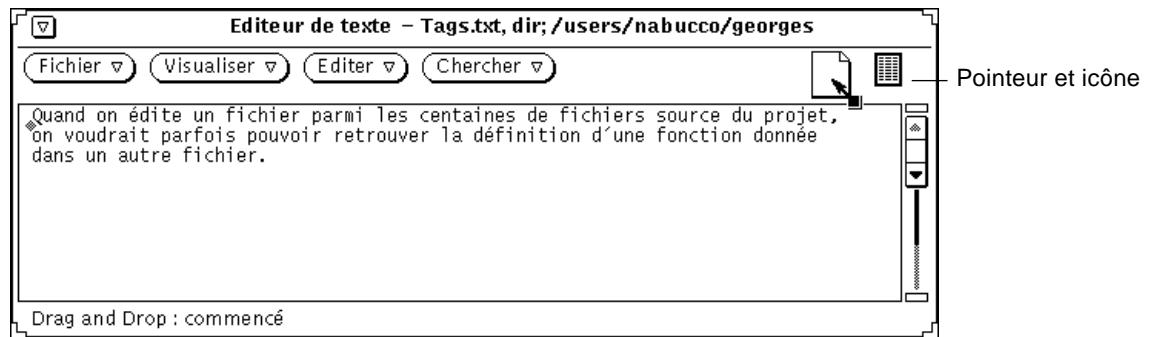 Editeur de texte – Tags.txt, dir; /users/nabucco/georges
Fichier Visualiser Editer Chercher
Pointeur et icône
Quand on édite un fichier parmi les centaines de fichiers source du projet,
on voudrait parfois pouvoir retrouver la définition d´une fonction donnée
dans un autre fichier.
Drag and Drop : commencé